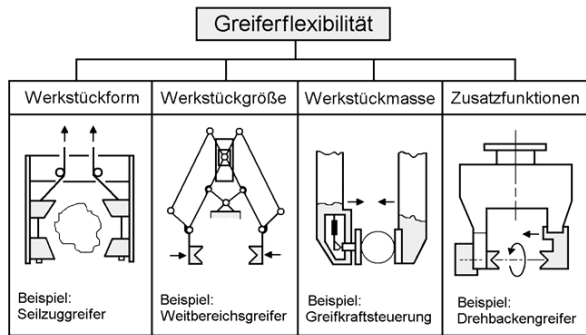 Greiferflexibilität
Werkstückform
Werkstückgröße
Werkstückmasse
Zusatzfunktionen
Beispiel:
Seilzuggreifer
Beispiel:
Weitbereichsgreifer
Beispiel:
Greifkraftsteuerung
Beispiel:
Drehbackengreifer